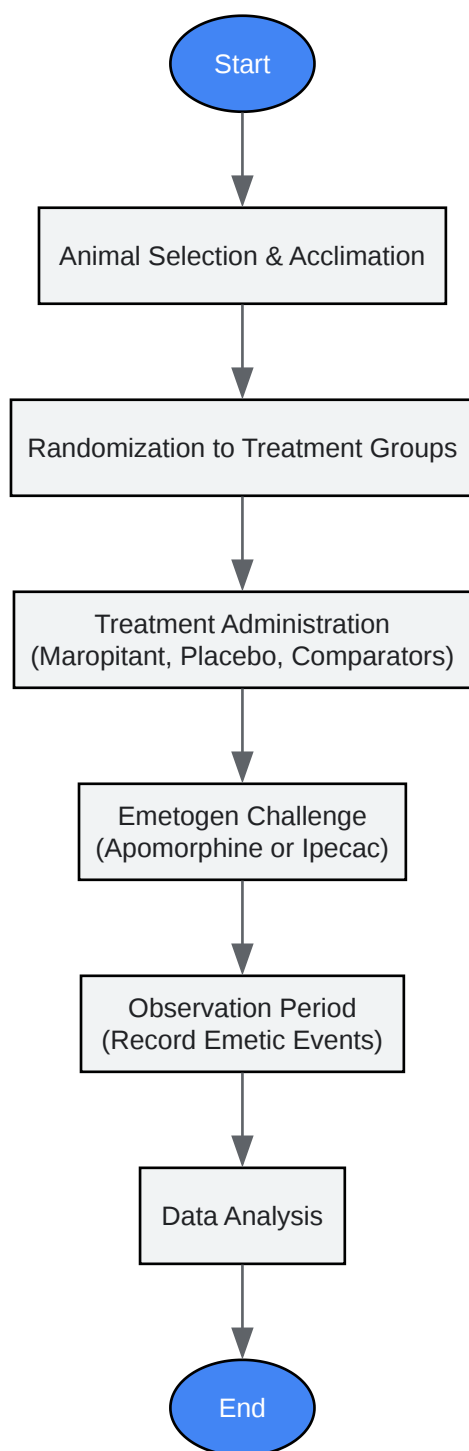 Start
Animal Selection & Acclimation
Randomization to Treatment Groups
Treatment Administration
(Maropitant, Placebo, Comparators)
Emetogen Challenge
(Apomorphine or Ipecac)
Observation Period
(Record Emetic Events)
Data Analysis
End